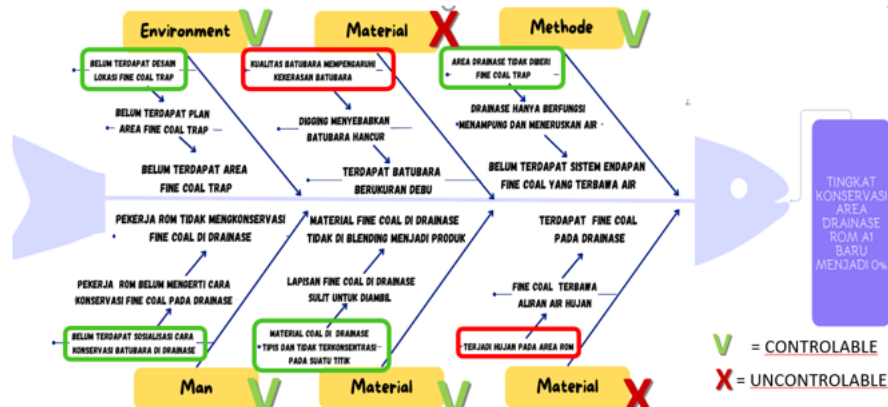 Environment
V
Material
X
Methode
V
BELUM TERDAPAT DESAIN
LOKASI FINE COAL TRAP
BELUM TERDAPAT PLAN
AREA FINE COAL TRAP
BELUM TERDAPAT AREA
FINE COAL TRAP
KUALITAS BATUBARA MEMPENGARUHI
KEKERASAN BATUBARA
DIGGING MENYEBABKAN
BATUBARA HANCUR
TERDAPAT BATUBARA
BERUKURAN DEBU
AREA DRAINASE TIDAK DIBERI
FINE COAL TRAP
DRAINASE HANYA BERFUNGSI
MENAMPUNG DAN MENERUSKAN AIR
BELUM TERDAPAT SISTEM ENDAPAN
FINE COAL YANG TERBAWA AIR
PEKERJA ROM TIDAK MENGKONSERVASI
FINE COAL DI DRAINASE
PEKERJA ROM BELUM MENGERTI CARA
KONSERVASI FINE COAL PADA DRAINASE
BELUM TERDAPAT SOSIALISASI CARA
KONSERVASI BATUBARA DI DRAINASE
MATERIAL FINE COAL DI DRAINASE
TIDAK DI BLENDING MENJADI PRODUK
LAPISAN FINE COAL DI DRAINASE
SULIT UNTUK DIAMBIL
MATERIAL COAL DI DRAINASE
TIPIS DAN TIDAK TERKONSENTRASI
PADA SUATU TITIK
TERDAPAT FINE COAL
PADA DRAINASE
FINE COAL TERBAWA
ALIRAN AIR HUJAN
TERJADI HUJAN PADA AREA ROM
Man
V
Material
V
Material
X
TINGKAT
KONSERVASI
AREA
DRAINASE
ROM A1
BARU
MENJADI 0%
V = CONTROLABLE
X = UNCONTROLABLE